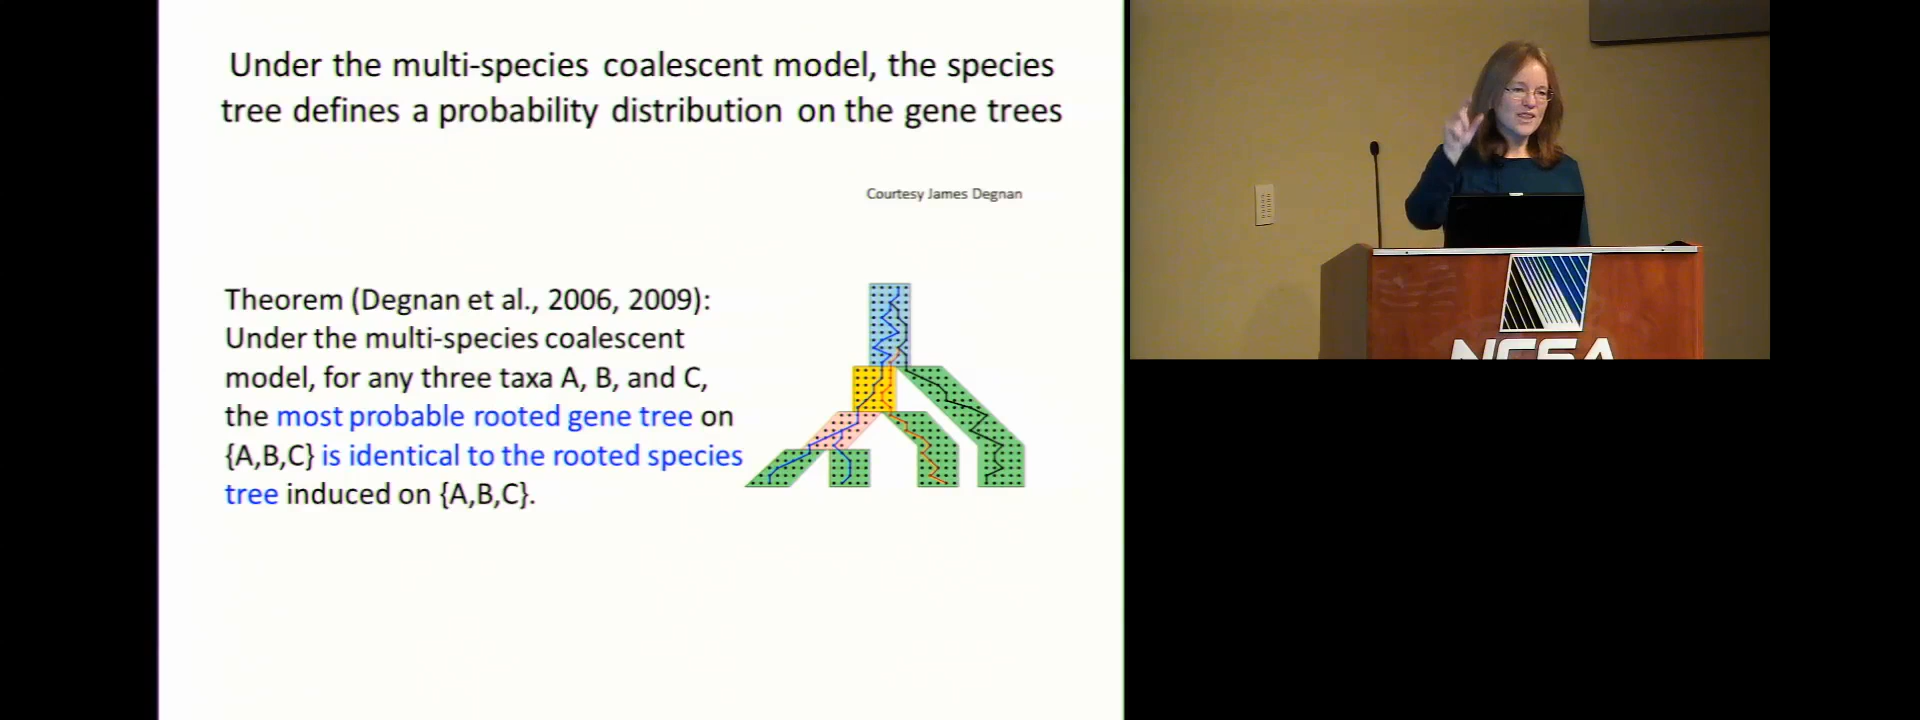 Under the multi-species coalescent model, the species
tree defines a probability distribution on the gene trees
Courtesy James Degnan
Theorem (Degnan et al., 2006, 2009):
Under the multi-species coalescent
model, for any three taxa A, B, and C,
the most probable rooted gene tree on
{A,B,C} is identical to the rooted species
tree induced on {A,B,C}.
NCSA